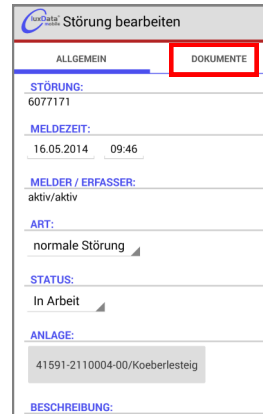 luxData mobile Störung bearbeiten
ALLGEMEIN DOKUMENTE
STÖRUNG:
6077171
MELDEZEIT:
16.05.2014 09:46
MELDER / ERFASSER:
aktiv/aktiv
ART:
normale Störung
STATUS:
In Arbeit
ANLAGE:
41591-2110004-00/Koeberlesteig
BESCHREIBUNG: